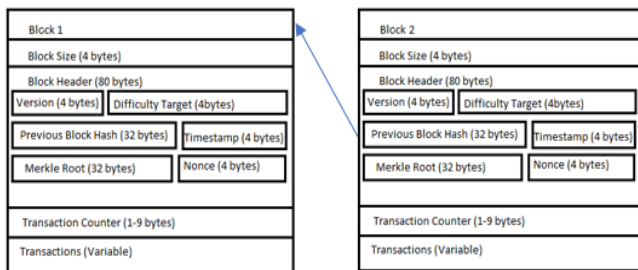 Block 1
Block Size (4 bytes)
Block Header (80 bytes)
Version (4 bytes)
Difficulty Target (4bytes)
Previous Block Hash (32 bytes)
Timestamp (4 bytes)
Merkle Root (32 bytes)
Nonce (4 bytes)
Transaction Counter (1-9 bytes)
Transactions (Variable)
Block 2
Block Size (4 bytes)
Block Header (80 bytes)
Version (4 bytes)
Difficulty Target (4bytes)
Previous Block Hash (32 bytes)
Timestamp (4 bytes)
Merkle Root (32 bytes)
Nonce (4 bytes)
Transaction Counter (1-9 bytes)
Transactions (Variable)